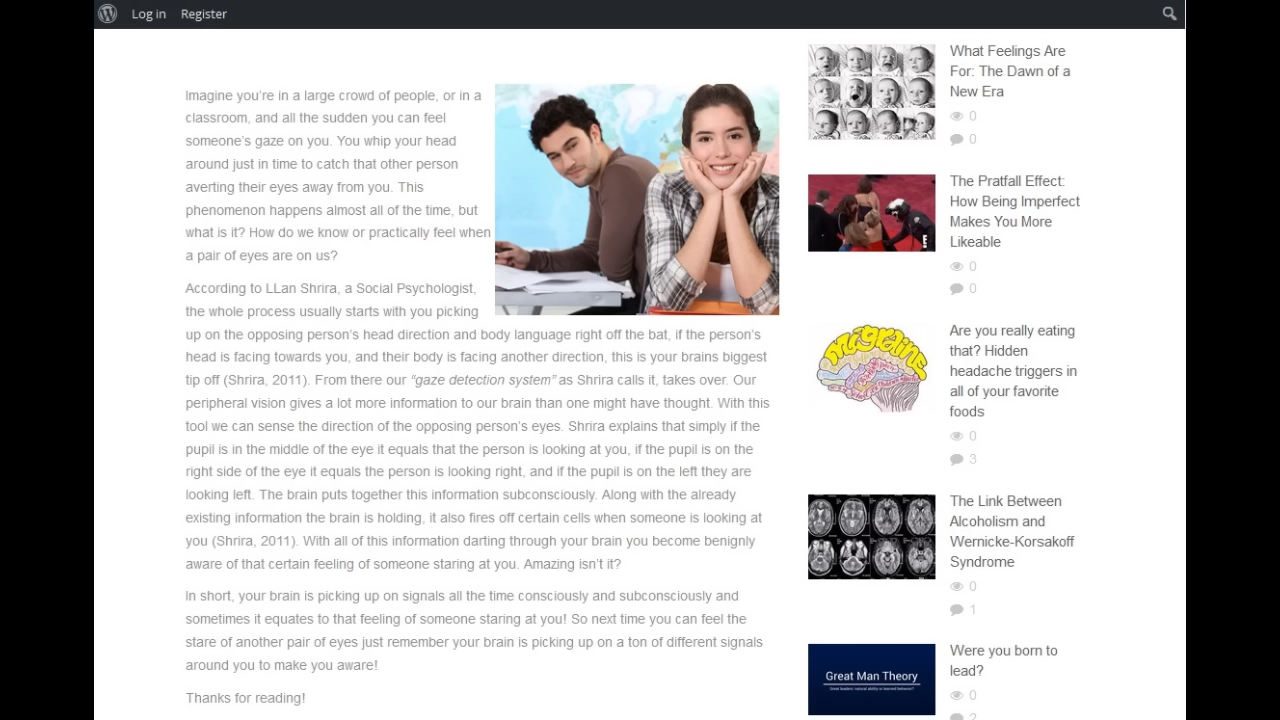 Log in Register
Imagine you're in a large crowd of people, or in a
classroom, and all the sudden you can feel
someone's gaze on you. You whip your head
around just in time to catch that other person
averting their eyes away from you. This
phenomenon happens almost all of the time, but
what is it? How do we know or practically feel when
a pair of eyes are on us?
According to LLan Shrira, a Social Psychologist,
the whole process usually starts with you picking
up on the opposing person's head direction and body language right off the bat, if the person's
head is facing towards you, and their body is facing another direction, this is your brains biggest
tip off (Shrira, 2011). From there our “gaze detection system” as Shrira calls it, takes over. Our
peripheral vision gives a lot more information to our brain than one might have thought. With this
tool we can sense the direction of the opposing person's eyes. Shrira explains that simply if the
pupil is in the middle of the eye it equals that the person is looking at you, if the pupil is on the
right side of the eye it equals the person is looking right, and if the pupil is on the left they are
looking left. The brain puts together this information subconsciously. Along with the already
existing information the brain is holding, it also fires off certain cells when someone is looking at
you (Shrira, 2011). With all of this information darting through your brain you become benignly
aware of that certain feeling of someone staring at you. Amazing isn't it?
In short, your brain is picking up on signals all the time consciously and subconsciously and
sometimes it equates to that feeling of someone staring at you! So next time you can feel the
stare of another pair of eyes just remember your brain is picking up on a ton of different signals
around you to make you aware!
for reading!
What Feelings Are
For: The Dawn of a
New Era
0
0
The Pratfall Effect:
How Being Imperfect
Makes You More
Likeable
0
0
E
migraine
Are you really eating
that? Hidden
headache triggers in
all of your favorite
foods
0
3
The Link Between
Alcoholism and
Wernicke-Korsakoff
Syndrome
0
1
Great Man Theory
Great leaders: natural ability or learned behavior?
Were you born to
lead?
0
2